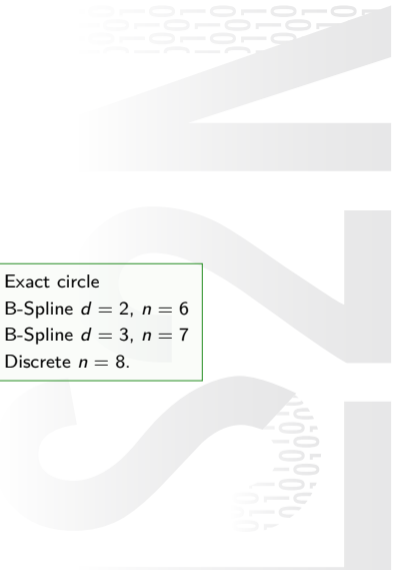 Exact circle
B-Spline d = 2, n = 6
B-Spline d = 3, n = 7
Discrete n = 8.